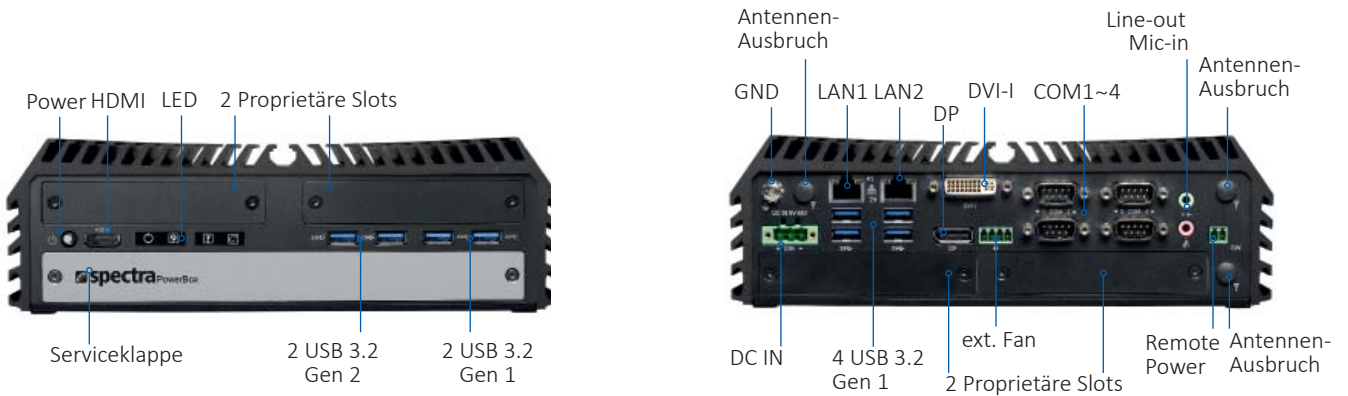 Power HDMI LED 2 Proprietäre Slots
spectra PowerBox
Serviceklappe
2 USB 3.2
Gen 2
2 USB 3.2
Gen 1
Antennen-
Ausbruch
Line-out
Mic-in
Antennen-
Ausbruch
GND LAN1 LAN2 DP DVI-I COM1~4
DC IN
4 USB 3.2
Gen 1
ext. Fan
2 Proprietäre Slots
Remote
Power
Antennen-
Ausbruch